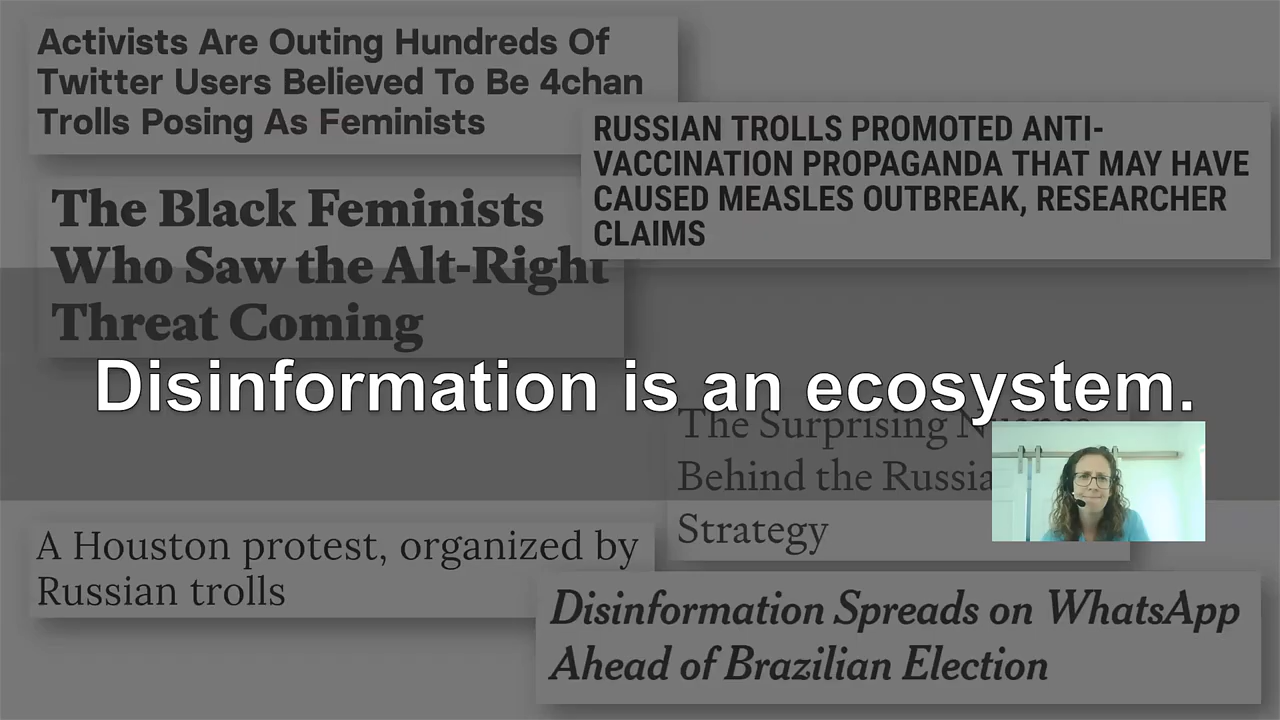 Activists Are Outing Hundreds Of
Twitter Users Believed To Be 4chan
Trolls Posing As Feminists
RUSSIAN TROLLS PROMOTED ANTI-
VACCINATION PROPAGANDA THAT MAY HAVE
CAUSED MEASLES OUTBREAK, RESEARCHER
CLAIMS
The Black Feminists
Who Saw the Alt-Right
Threat Coming
Disinformation is an ecosystem.
The Surprising
Behind the
Strategy
A Houston protest, organized by
Russian trolls
Disinformation Spreads on WhatsApp
Ahead of Brazilian Election